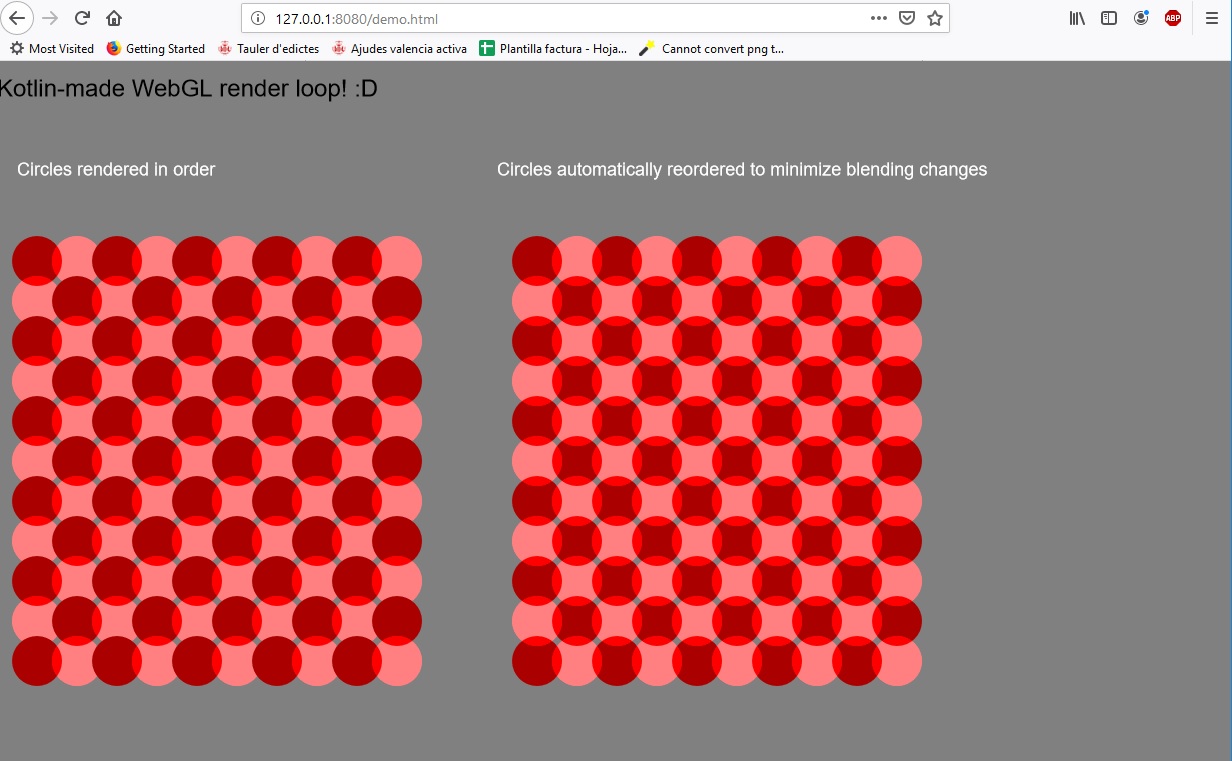 127.0.0.1:8080/demo.html
ABP
Most Visited Getting Started Tauler d'edictes Ajudes valencia activa Plantilla factura - Hoja... Cannot convert png t...
Kotlin-made WebGL render loop! :D
Circles rendered in order
Circles automatically reordered to minimize blending changes